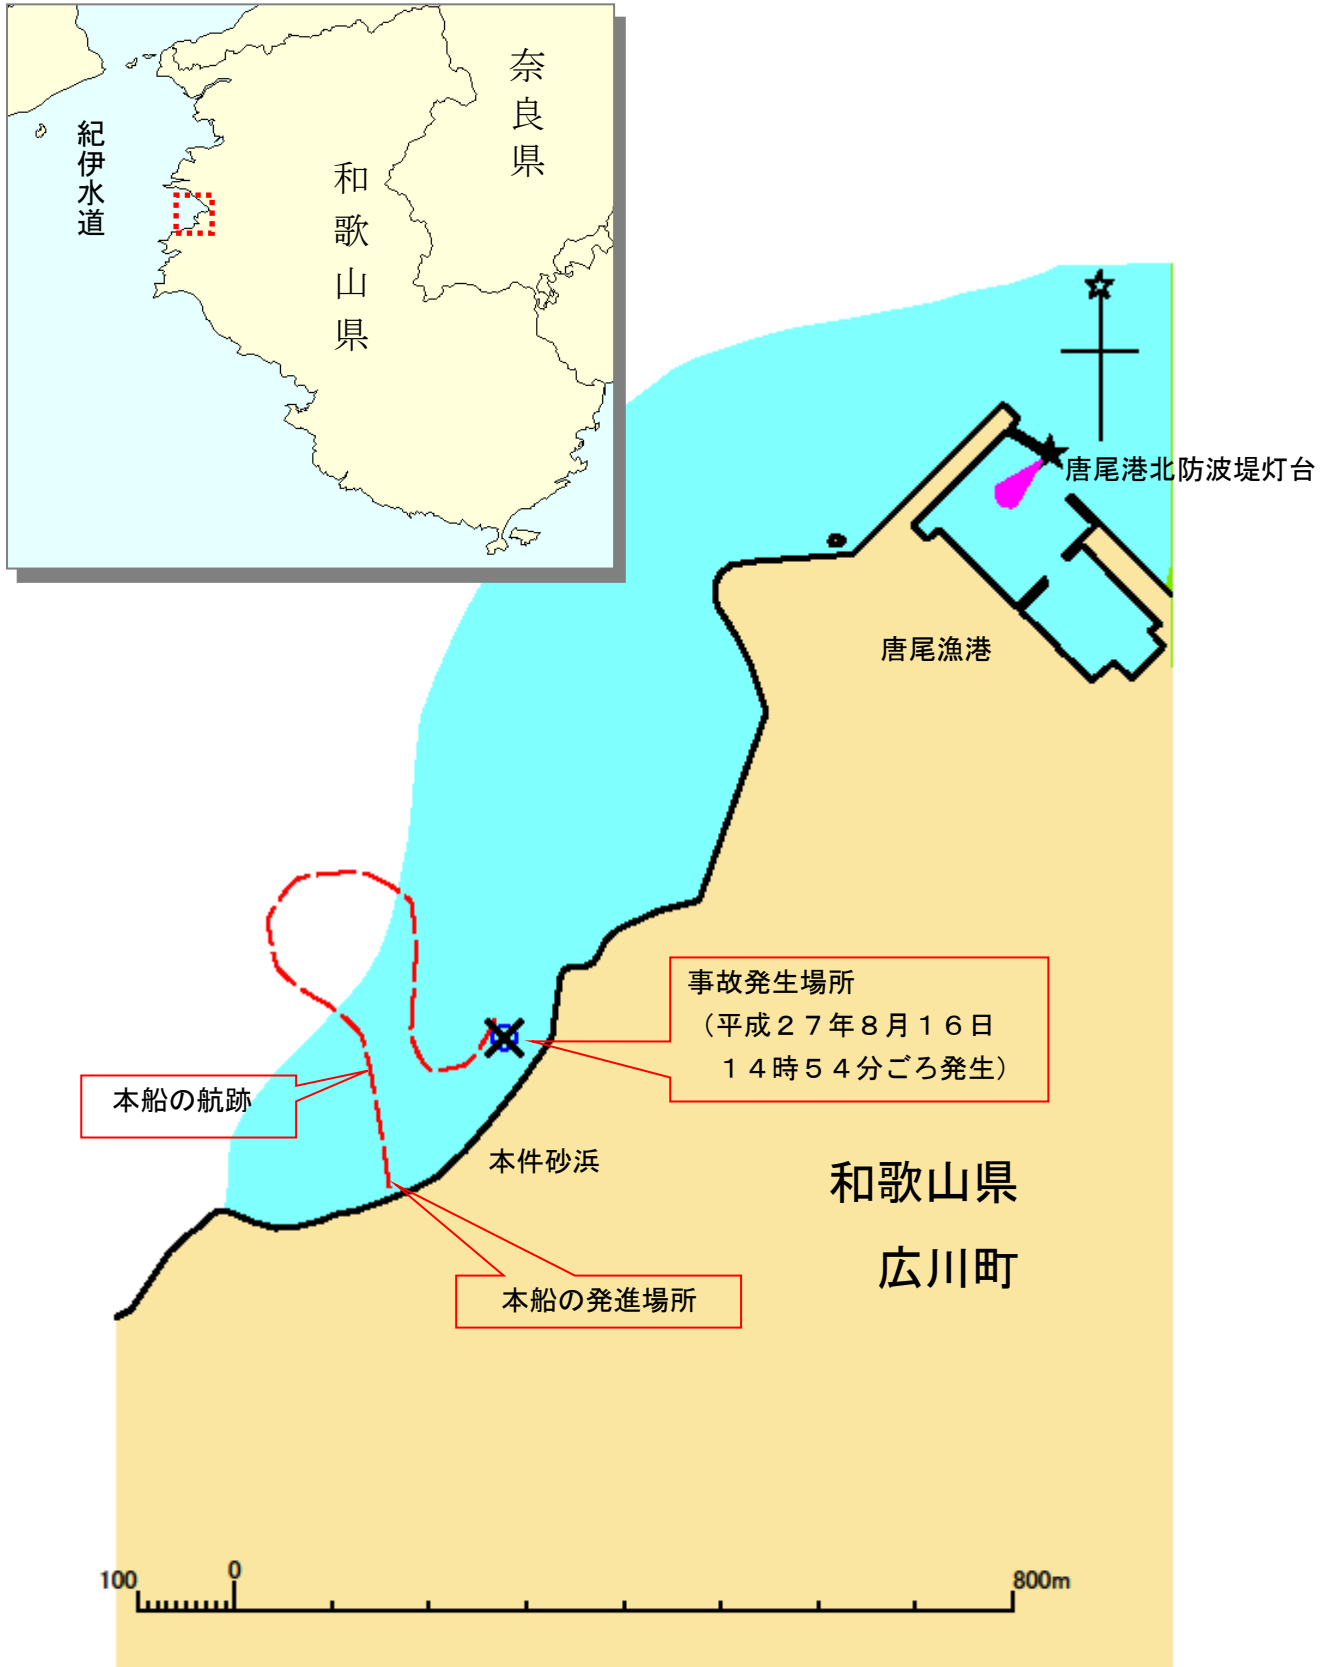 奈良県
紀伊水道
和歌山県
唐尾港北防波堤灯台
唐尾漁港
事故発生場所
（平成２７年８月１６日
１４時５４分ごろ発生）
本船の航跡
本件砂浜
和歌山県
広川町
本船の発進場所
100 0 800m